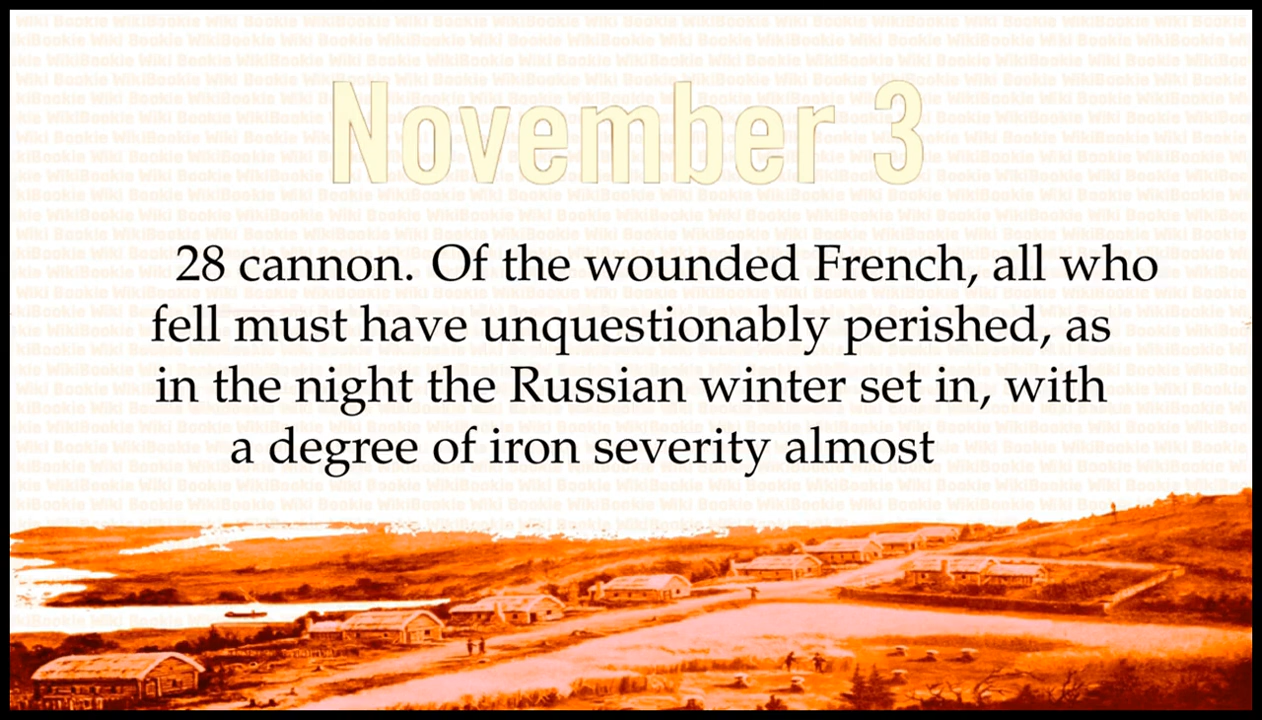 November 3
28 cannon. Of the wounded French, all who
fell must have unquestionably perished, as
in the night the Russian winter set in, with
a degree of iron severity almost